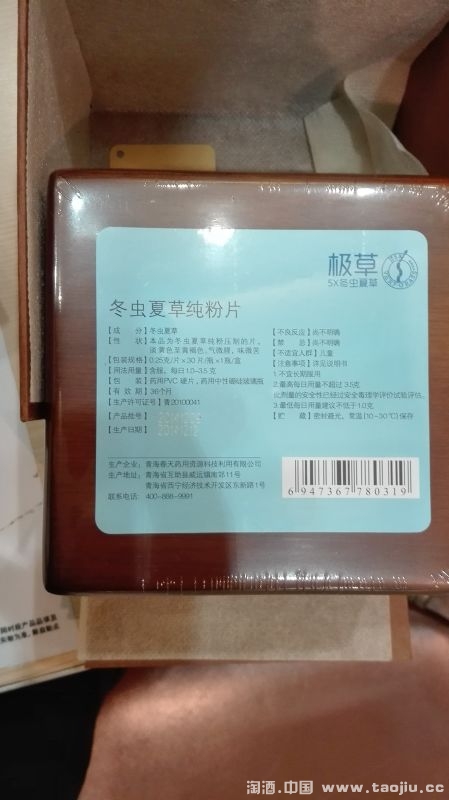 极草
5X冬虫夏草
冬虫夏草纯粉片
【成 分】冬虫夏草
【性 状】本品为冬虫夏草纯粉压制的片。
淡黄色至黄褐色,气微腥,味微苦
【包装规格】0.25克/片×30片/瓶×1瓶/盒
【用法用量】含服。每日1.0-3.5克
【包 装】药用PVC硬片,药用中性硼硅玻璃瓶
【有 效 期】36个月
【生产许可证号】青20100041
【产品批号】
【生产日期】
【不良反应】尚不明确
【禁 忌】尚不明确
【不适宜人群】儿童
【注意事项】详见说明书
1.不宜长期服用
2.最高每日用量不超过3.5克
此剂量的安全性已经过安全毒理学评价试验评估。
3.最低每日用量建议不低于1.0克
【贮 藏】密封避光,常温(10-30℃)保存
生产企业:青海春天药用资源科技利用有限公司
生产地址:青海省互助县威远镇南郊11号
青海省西宁经济技术开发区东新路1号
联系电话:400-888-9991
6 947367 780319
淘酒.中国 www.taojiu.cc